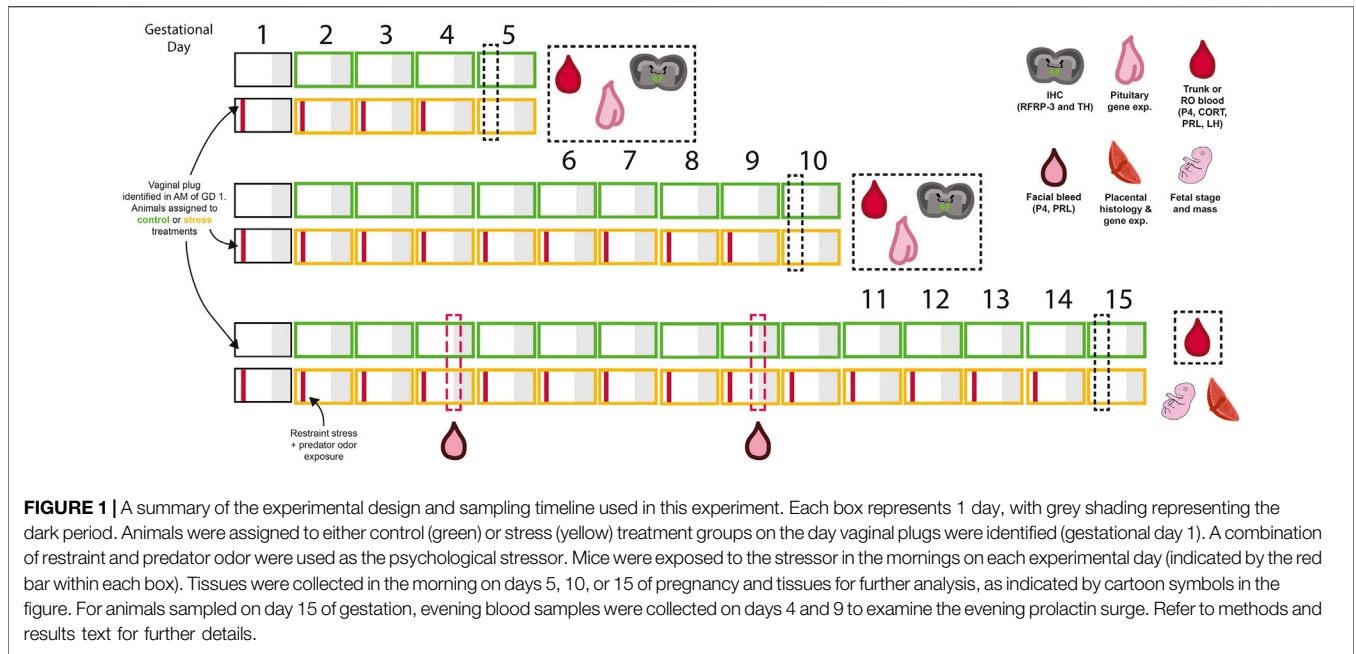 Gestational
Day
1 2 3 4 5
IHC
(RFRP-3 and TH)
Pituitary
gene exp.
Trunk or
RO blood
(P4, CORT,
PRL, LH)
6 7 8 9 10
Vaginal plug
identified in AM of GD 1.
Animals assigned to
control or stress
treatments
Facial bleed
(P4, PRL)
Placental
histology &
gene exp.
Fetal stage
and mass
11 12 13 14 15
Restraint stress
+ predator odor
exposure
FIGURE 1 | A summary of the experimental design and sampling timeline used in this experiment. Each box represents 1 day, with grey shading representing the
dark period. Animals were assigned to either control (green) or stress (yellow) treatment groups on the day vaginal plugs were identified (gestational day 1). A combination
of restraint and predator odor were used as the psychological stressor. Mice were exposed to the stressor in the mornings on each experimental day (indicated by the red
bar within each box). Tissues were collected in the morning on days 5, 10, or 15 of pregnancy and tissues for further analysis, as indicated by cartoon symbols in the
figure. For animals sampled on day 15 of gestation, evening blood samples were collected on days 4 and 9 to examine the evening prolactin surge. Refer to methods and
results text for further details.